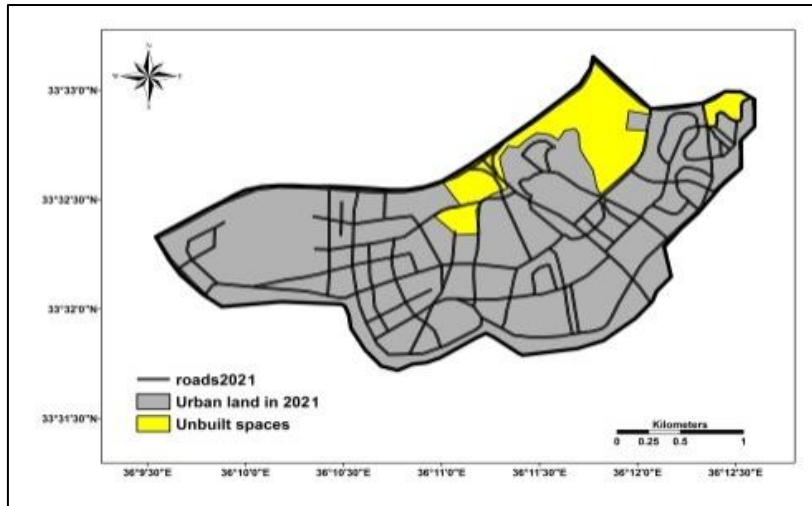 N
W
E
S
33°33'0"N
33°32'30"N
33°32'0"N
33°31'30"N
roads2021
Urban land in 2021
Unbuilt spaces
Kilometers
0 0.25 0.5 1
36°9'30"E 36°10'0"E 36°10'30"E 36°11'0"E 36°11'30"E 36°12'0"E 36°12'30"E